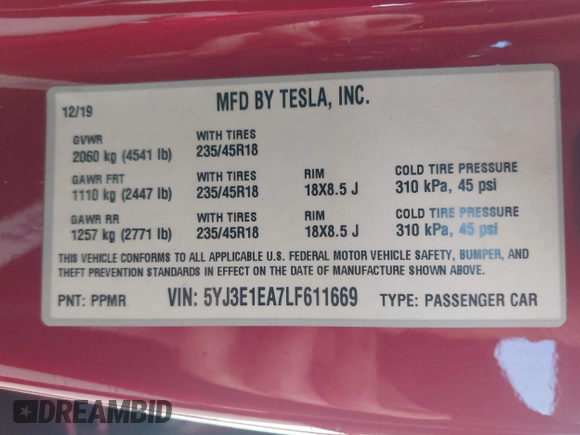 12/19
MFD BY TESLA, INC.
GVWR
2060 kg (4541 lb)
WITH TIRES
235/45R18
GAWR FRT
1110 kg (2447 lb)
WITH TIRES
235/45R18
RIM
18X8.5 J
COLD TIRE PRESSURE
310 kPa, 45 psi
GAWR RR
1257 kg (2771 lb)
WITH TIRES
235/45R18
RIM
18X8.5 J
COLD TIRE PRESSURE
310 kPa, 45 psi
THIS VEHICLE CONFORMS TO ALL APPLICABLE U.S. FEDERAL MOTOR VEHICLE SAFETY, BUMPER, AND
THEFT PREVENTION STANDARDS IN EFFECT ON THE DATE OF MANUFACTURE SHOWN ABOVE.
PNT: PPMR
VIN: 5YJ3E1EA7LF611669
TYPE: PASSENGER CAR
DREAMBID